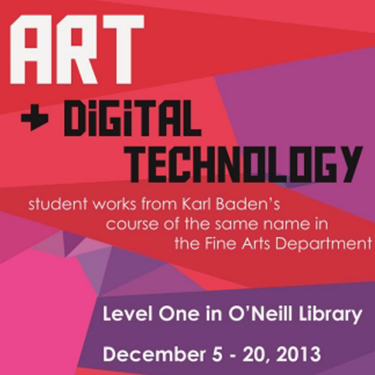 ART
+ DiGiTAL
TECHNOLOGY
student works from Karl Baden's
course of the same name in
the Fine Arts Department
Level One in O'Neill Library
December 5 - 20, 2013